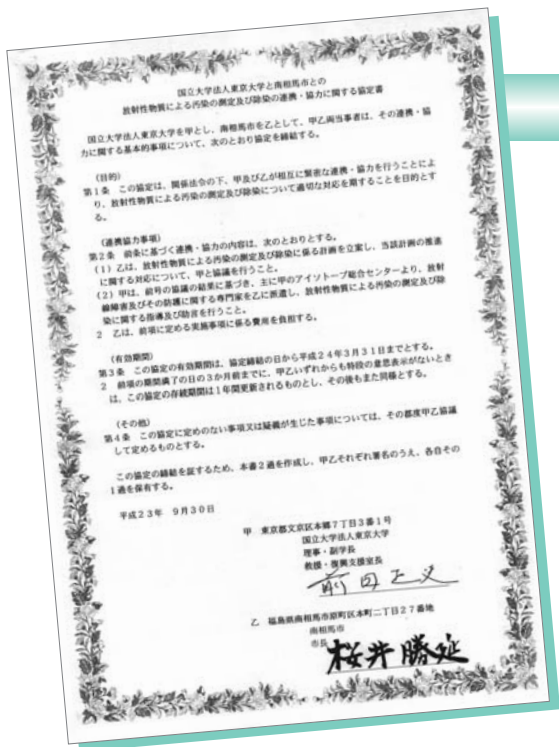 国立大学法人東京大学と南相馬市との
放射性物質による汚染の測定及び除染の連携・協力に関する協定書
国立大学法人東京大学を甲とし、南相馬市を乙として、甲乙両当事者は、その連携・協
力に関する基本的事項について、次のとおり協定を締結する。
(目的)
第1条 この協定は、関係法令の下、甲及び乙が相互に緊密な連携・協力を行うことによ
り、放射性物質による汚染の測定及び除染について適切な対応を期することを目的とす
る。
(連携協力事項)
第2条 前条に基づく連携・協力の内容は、次のとおりとする。
(1)乙は、放射性物質による汚染の測定及び除染に係る計画を立案し、当該計画の推進
に関する対応について、甲と協議を行うこと。
(2)甲は、前号の協議の結果に基づき、主に甲のアイソトープ総合センターより、放射
線障害及びその防護に関する専門家を乙に派遣し、放射性物質による汚染の測定及び除
染に関する指導及び助言を行うこと。
2 乙は、前項に定める実施事項に係る費用を負担する。
(有効期間)
第3条 この協定の有効期間は、協定締結の日から平成24年3月31日までとする。
2 前項の期間満了の日の3か月前までに、甲乙いずれからも特段の意思表示がないとき
は、この協定の存続期間は1年間更新されるものとし、その後もまた同様とする。
(その他)
第4条 この協定に定めのない事項又は疑義が生じた事項については、その都度甲乙協議
して定めるものとする。
この協定の締結を証するため、本書2通を作成し、甲乙それぞれ署名のうえ、各自その
1通を保有する。
平成23年 9月30日
甲 東京都文京区本郷7丁目3番1号
国立大学法人東京大学
理事・副学長
救援・復興支援室長
前田正义
乙 福島県南相馬市原町区本町二丁目27番地
南相馬市
市長 桜井勝延